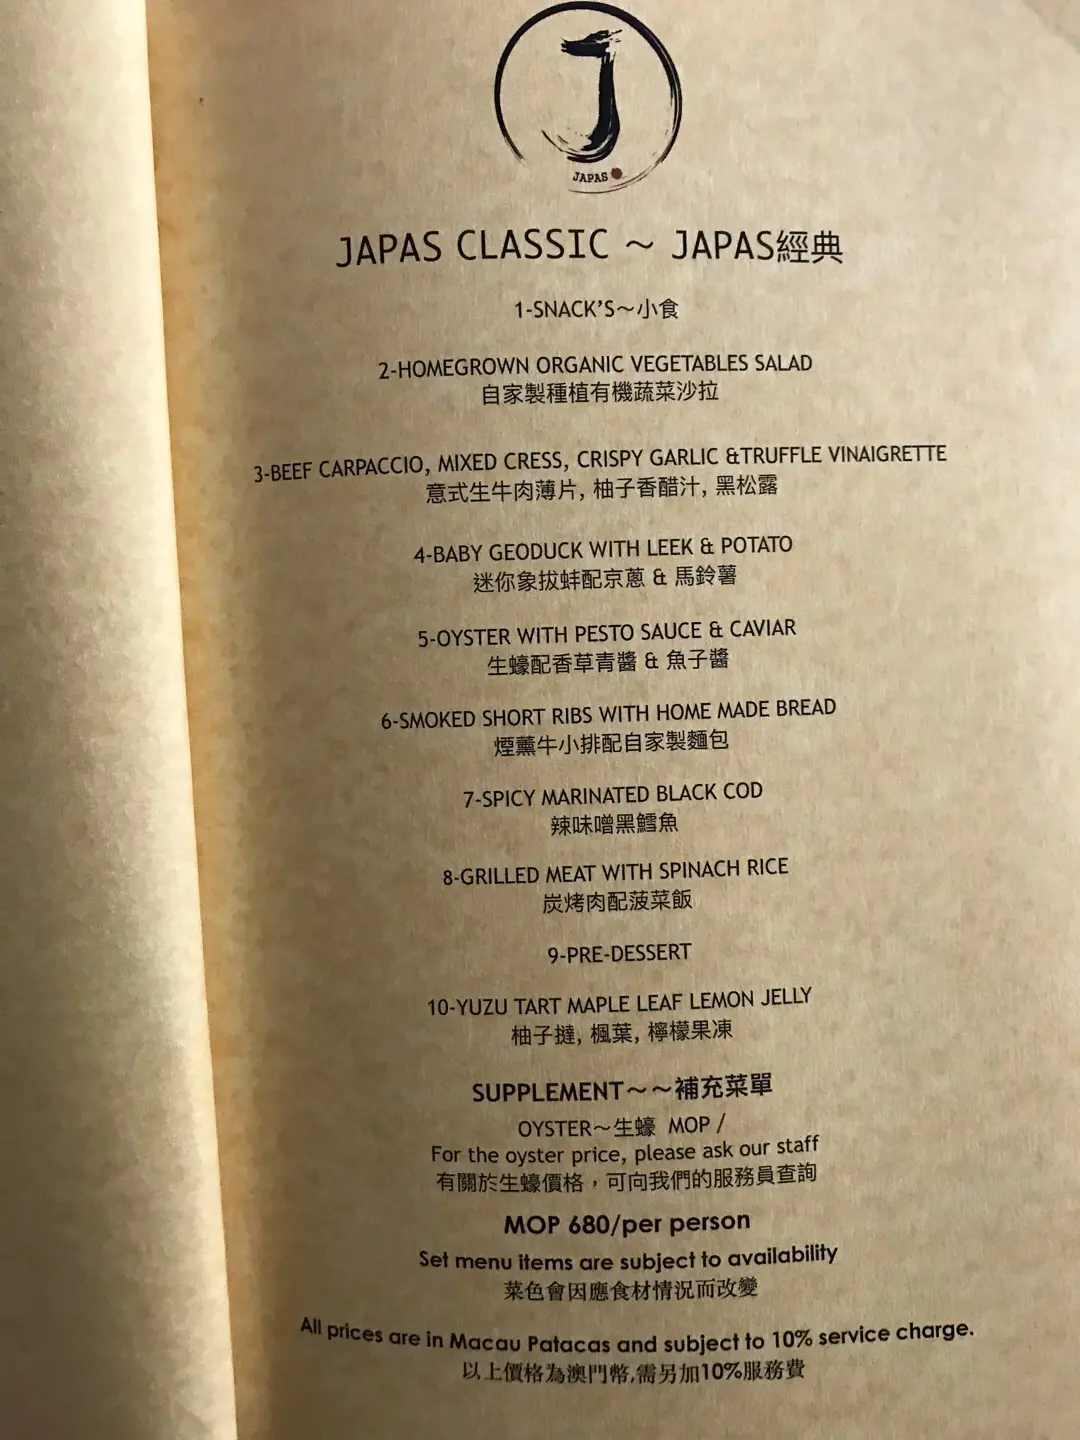 J
JAPAS
JAPAS CLASSIC ～ JAPAS經典
1-SNACK'S～小食
2-HOMEGROWN ORGANIC VEGETABLES SALAD
自家製種植有機蔬菜沙拉
3-BEEF CARPACCIO, MIXED CRESS, CRISPY GARLIC &TRUFFLE VINAIGRETTE
意式生牛肉薄片, 柚子香醋汁, 黑松露
4-BABY GEODUCK WITH LEEK & POTATO
迷你象拔蚌配京蔥 & 馬鈴薯
5-OYSTER WITH PESTO SAUCE & CAVIAR
生蠔配香草青醬 & 魚子醬
6-SMOKED SHORT RIBS WITH HOME MADE BREAD
煙薰牛小排配自家製麵包
7-SPICY MARINATED BLACK COD
辣味噌黑鱈魚
8-GRILLED MEAT WITH SPINACH RICE
炭烤肉配菠菜飯
9-PRE-DESSERT
10-YUZU TART MAPLE LEAF LEMON JELLY
柚子撻, 楓葉, 檸檬果凍
SUPPLEMENT～～補充菜單
OYSTER～生蠔 MOP /
For the oyster price, please ask our staff
有關於生蠔價格，可向我們的服務員查詢
MOP 680/per person
Set menu items are subject to availability
菜色會因應食材情況而改變
All prices are in Macau Patacas and subject to 10% service charge.
以上價格為澳門幣,需另加10%服務費